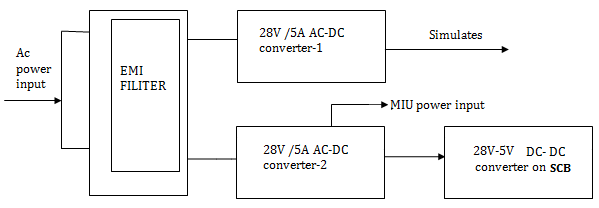 Ac
power
input
EMI
FILITER
28V /5A AC-DC
converter-1
Simulates
MIU power input
28V /5A AC-DC
converter-2
28V-5V DC- DC
converter on SCB